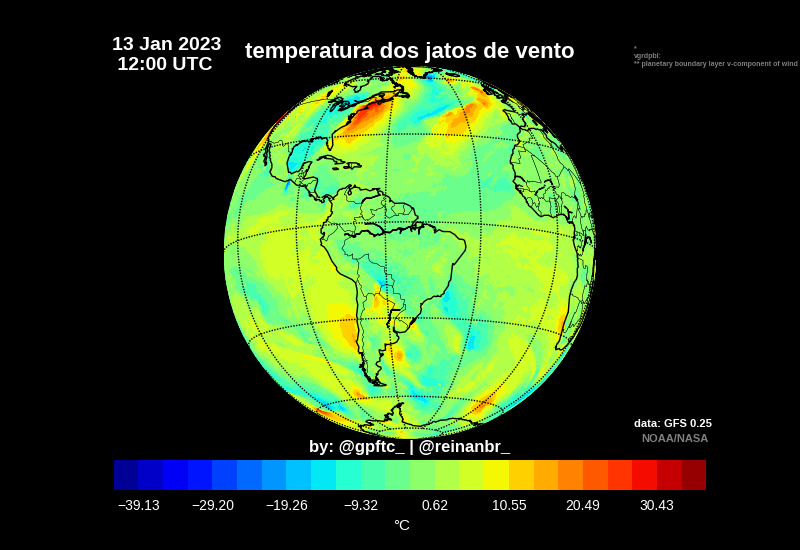 13 Jan 2023
12:00 UTC
temperatura dos jatos de vento
*
vgrdpbl:
** planetary boundary layer v-component of wind
data: GFS 0.25
NOAA/NASA
by: @gpftc_ | @reinanbr_
−39.13 −29.20 −19.26 −9.32 0.62 10.55 20.49 30.43
°C